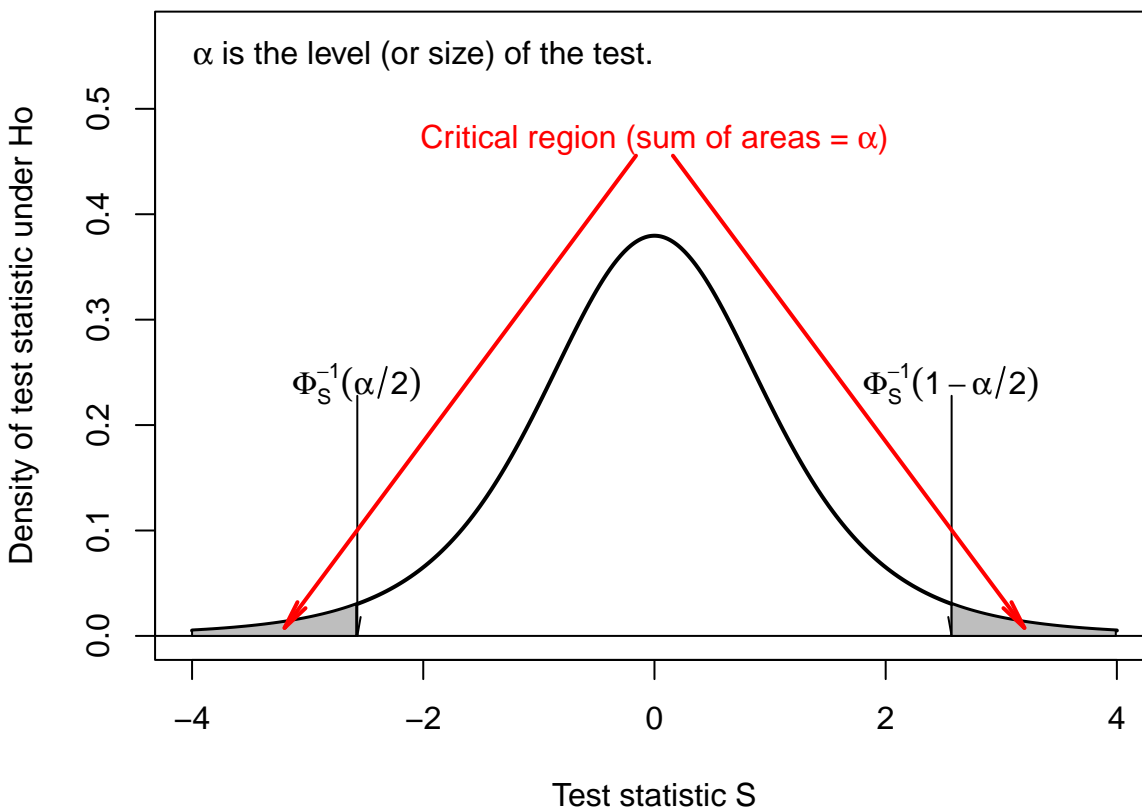 α is the level (or size) of the test.
Critical region (sum of areas = α)
Φ_S^{-1}(α/2)
Φ_S^{-1}(1 − α/2)
Density of test statistic under Ho
0.5
0.4
0.3
0.2
0.1
0.0
−4
−2
0
2
4
Test statistic S